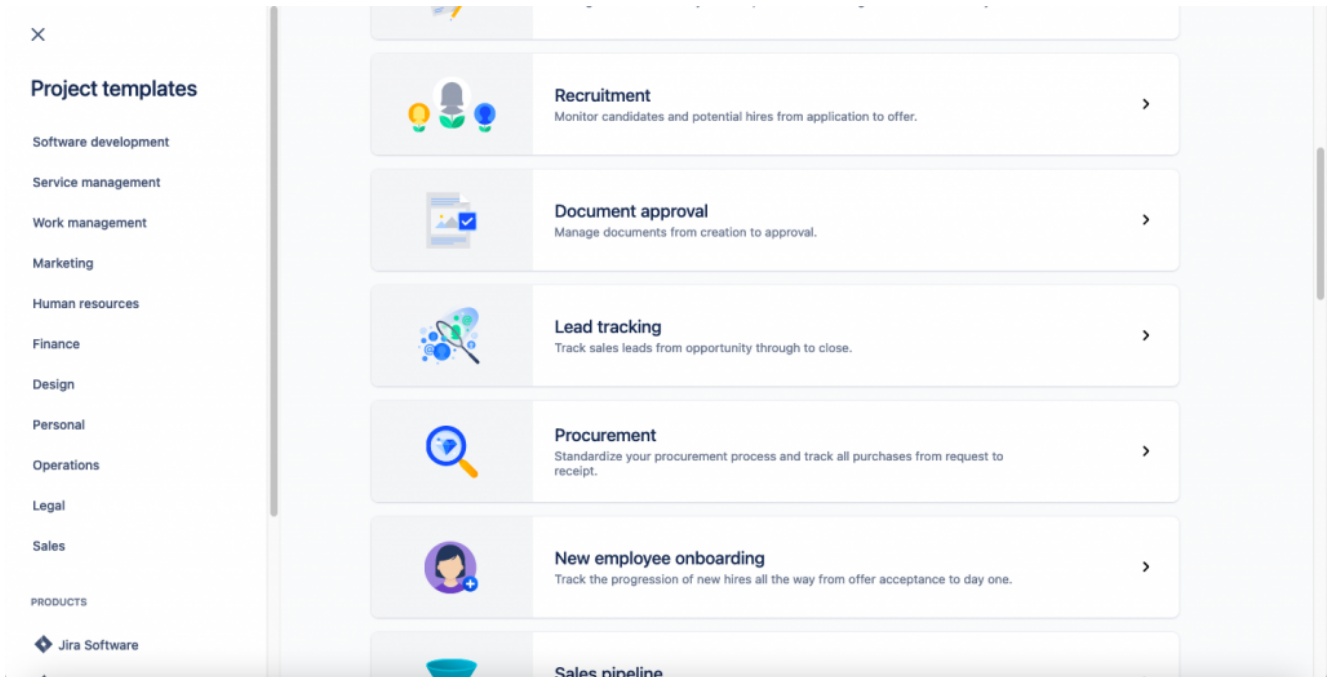 Project templates
Software development
Service management
Work management
Marketing
Human resources
Finance
Design
Personal
Operations
Legal
Sales
PRODUCTS
Jira Software
Recruitment
Monitor candidates and potential hires from application to offer.
Document approval
Manage documents from creation to approval.
Lead tracking
Track sales leads from opportunity through to close.
Procurement
Standardize your procurement process and track all purchases from request to
receipt.
New employee onboarding
Track the progression of new hires all the way from offer acceptance to day one.
Sales pipeline